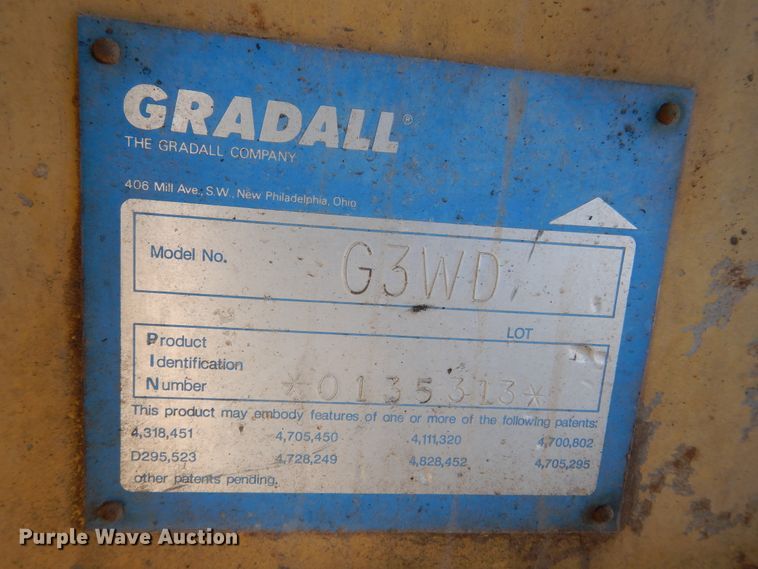 GRADALL®
THE GRADALL COMPANY
406 Mill Ave., S.W., New Philadelphia, Ohio
Model No. G3WD
LOT
Product
Identification
Number *0135313*
This product may embody features of one or more of the following patents:
4,318,451 4,705,450 4,111,320 4,700,802
D295,523 4,728,249 4,828,452 4,705,295
other patents pending.
Purple Wave Auction